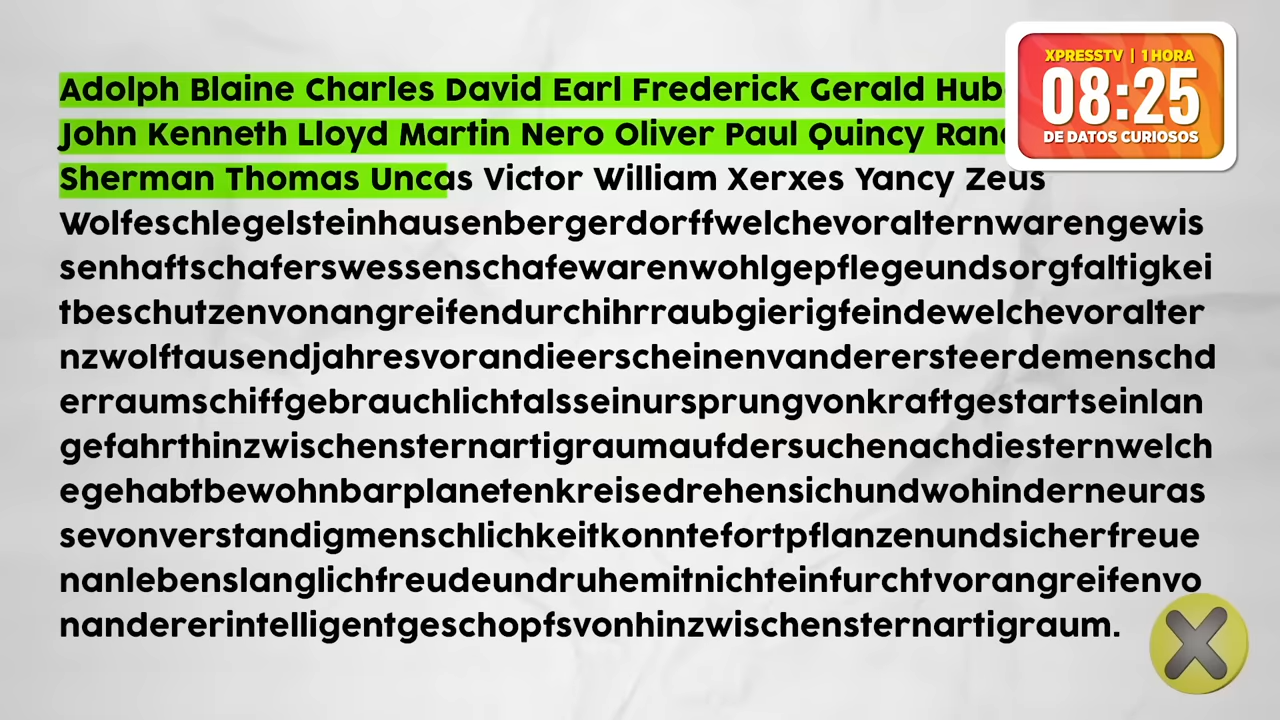 Adolph Blaine Charles David Earl Frederick Gerald
John Kenneth Lloyd Martin Nero Oliver Paul Quincy
Sherman Thomas Uncas Victor William Xerxes Yancy Zeus
Wolfeschlegelsteinhausenbergerdorffwelchevoralternwarengewis
senhaftschaferswessenschafewarenwohlgepflegeundsorgfaltigkei
tbeschutzenvonangreifendurchihrraubgierigfeindewelchevoralter
nzwolftausendjahresvorandieerscheinenvanderersteerdemenschd
erraumschiffgebrauchlichtalsseinursprungvonkraftgestartseinlan
gefahrthinzwischensternartigraumaufdersuchenachdiesternwelch
egehabtbewohnbarplanetenkreisedrehensichundwohinderneuras
sevonverstandigmenschlichkeitkonntefortpflanzenundsicherfreue
nanlebenslanglichfreudeundruhemitnichteinfurchtvorangreifenvo
nandererintelligentgeschopfsvonhinzwischensternartigraum.
XPRESSTV | 1 HORA
08:25
DE DATOS CURIOSOS